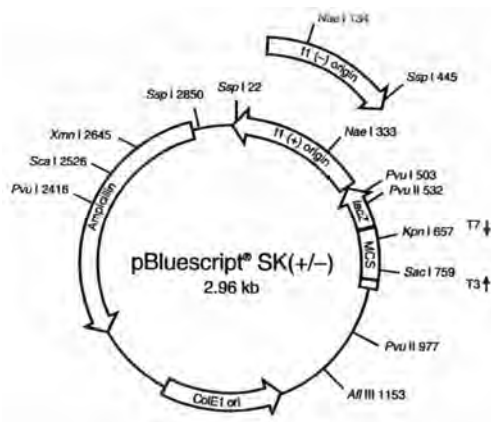 Nae I 134
f1 (–) origin
Ssp I 445
Ssp I 22
Ssp I 2850
Xmn I 2645
Sca I 2526
Pvu I 2416
Ampicillin
f1 (+) origin
Nae I 333
Pvu I 503
Pvu II 532
lacZ
Kpn I 657
T7
MCS
Sac I 759
T3
pBluescript® SK(+/–)
2.96 kb
Pvu II 977
Afl III 1153
ColE1 ori